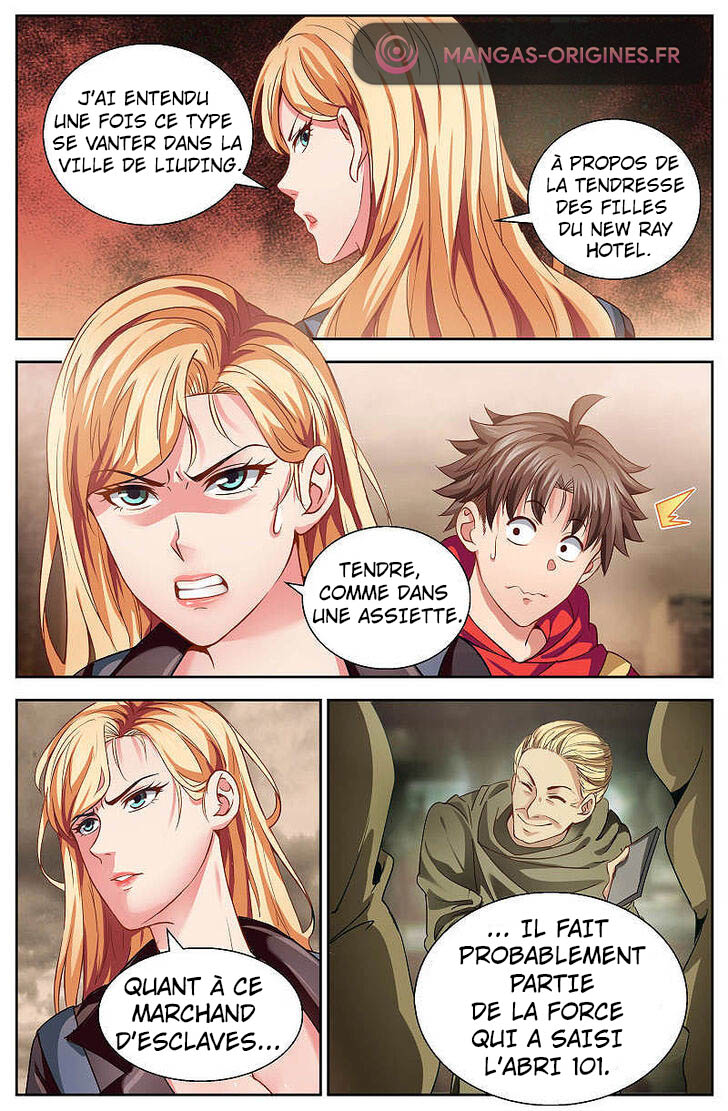 MANGAS-ORIGINES.FR
J'AI ENTENDU
UNE FOIS CE TYPE
SE VANTER DANS LA
VILLE DE LIUDING.
À PROPOS DE
LA TENDRESSE
DES FILLES
DU NEW RAY
HOTEL.
TENDRE,
COMME DANS
UNE ASSIETTE.
QUANT À CE
MARCHAND
D'ESCLAVES...
... IL FAIT
PROBABLEMENT
PARTIE
DE LA FORCE
QUI A SAISI
L'ABRI 101.